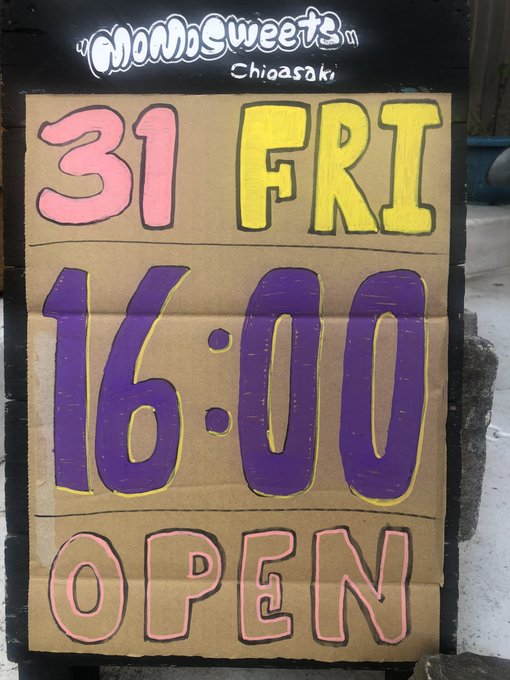 "MoMoSweets"
Chigasaki
31 FRI
16:00
OPEN